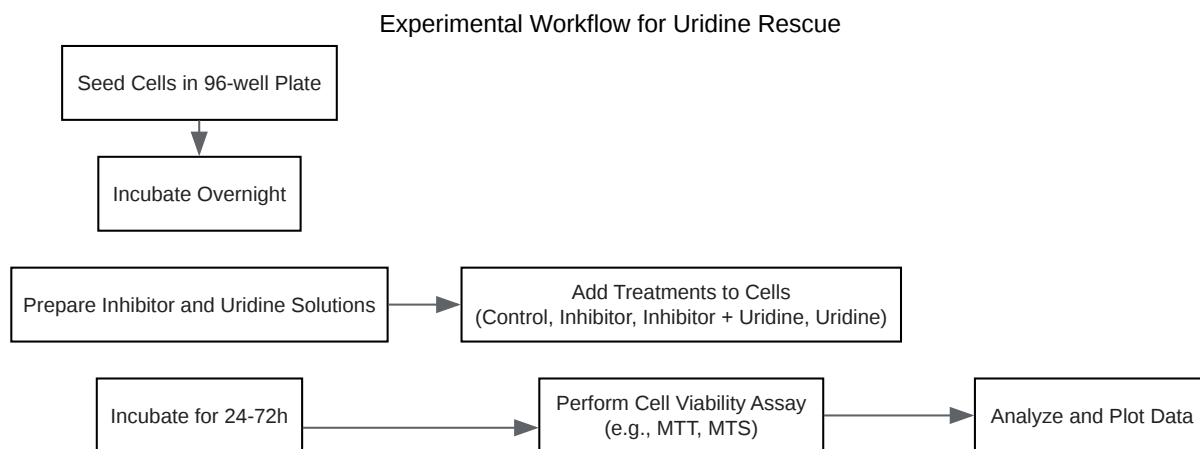 Experimental Workflow for Uridine Rescue
Seed Cells in 96-well Plate
Incubate Overnight
Prepare Inhibitor and Uridine Solutions
Add Treatments to Cells
(Control, Inhibitor, Inhibitor + Uridine, Uridine)
Incubate for 24-72h
Perform Cell Viability Assay
(e.g., MTT, MTS)
Analyze and Plot Data